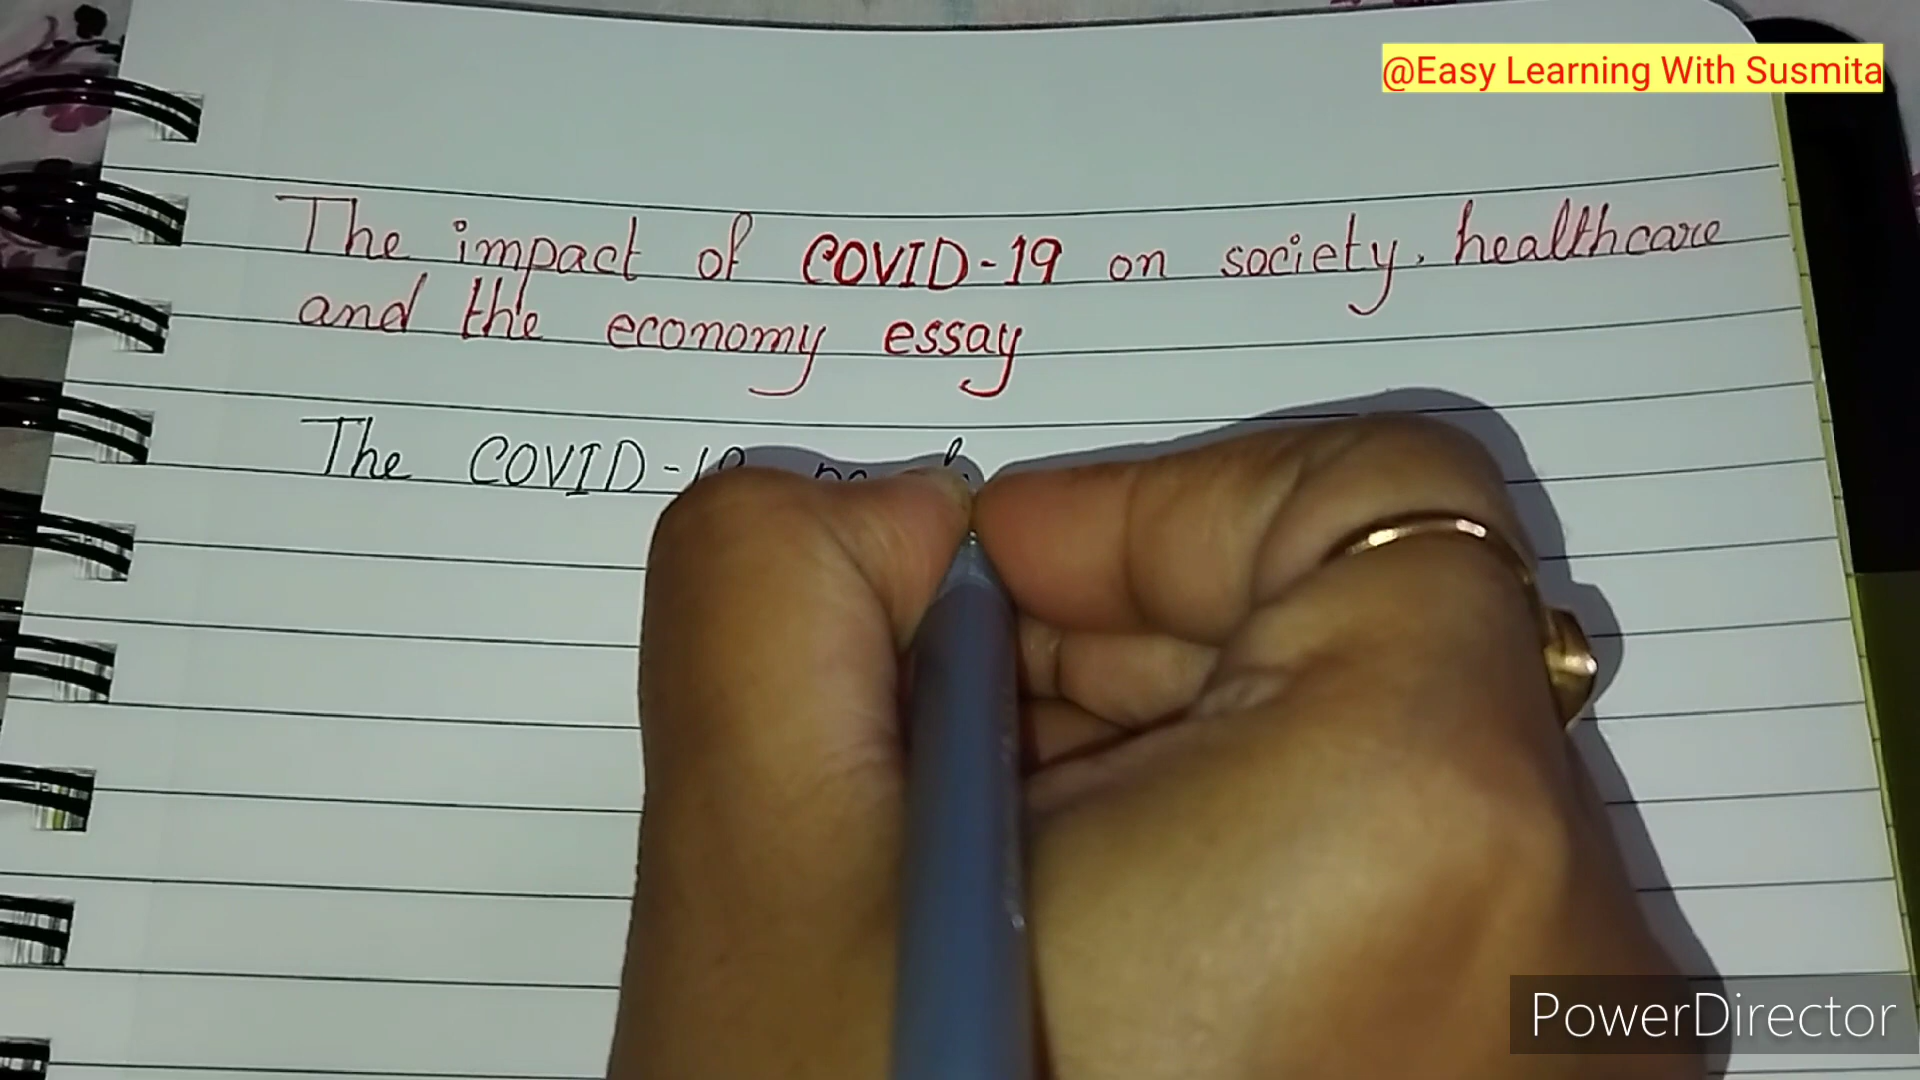 @Easy Learning With Susmita
The impact of COVID-19 on society, healthcare
and the economy essay
The COVID-19
PowerDirector